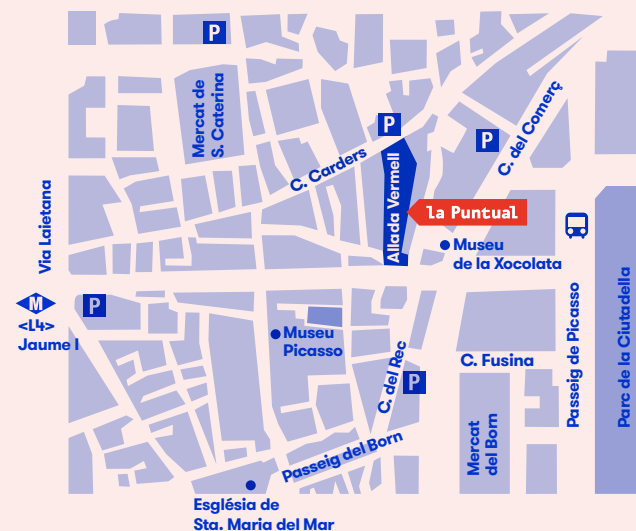 P
Mercat de
S. Caterina
P
P
C. del Comerç
C. Carders
Allada Vermell
la Puntual
Via Laietana
Museu
de la Xocolata
M
<L4>
Jaume I
P
Museu
Picasso
C. del Rec
P
C. Fusina
Passeig de Picasso
Parc de la Ciutadella
Mercat
del Born
Passeig del Born
Església de
Sta. Maria del Mar